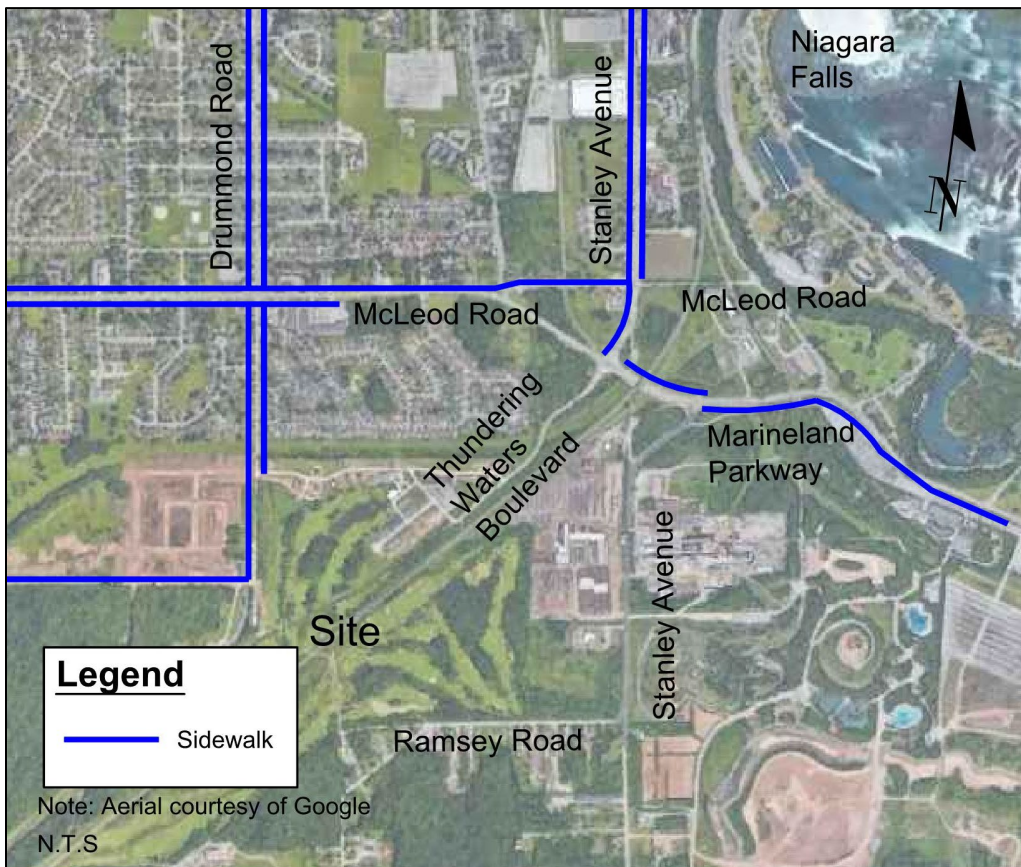 Niagara
Falls
Drummond Road
Stanley Avenue
N
McLeod Road
McLeod Road
Thundering
Waters
Boulevard
Marineland
Parkway
Stanley Avenue
Site
Ramsey Road
Legend
Sidewalk
Note: Aerial courtesy of Google
N.T.S